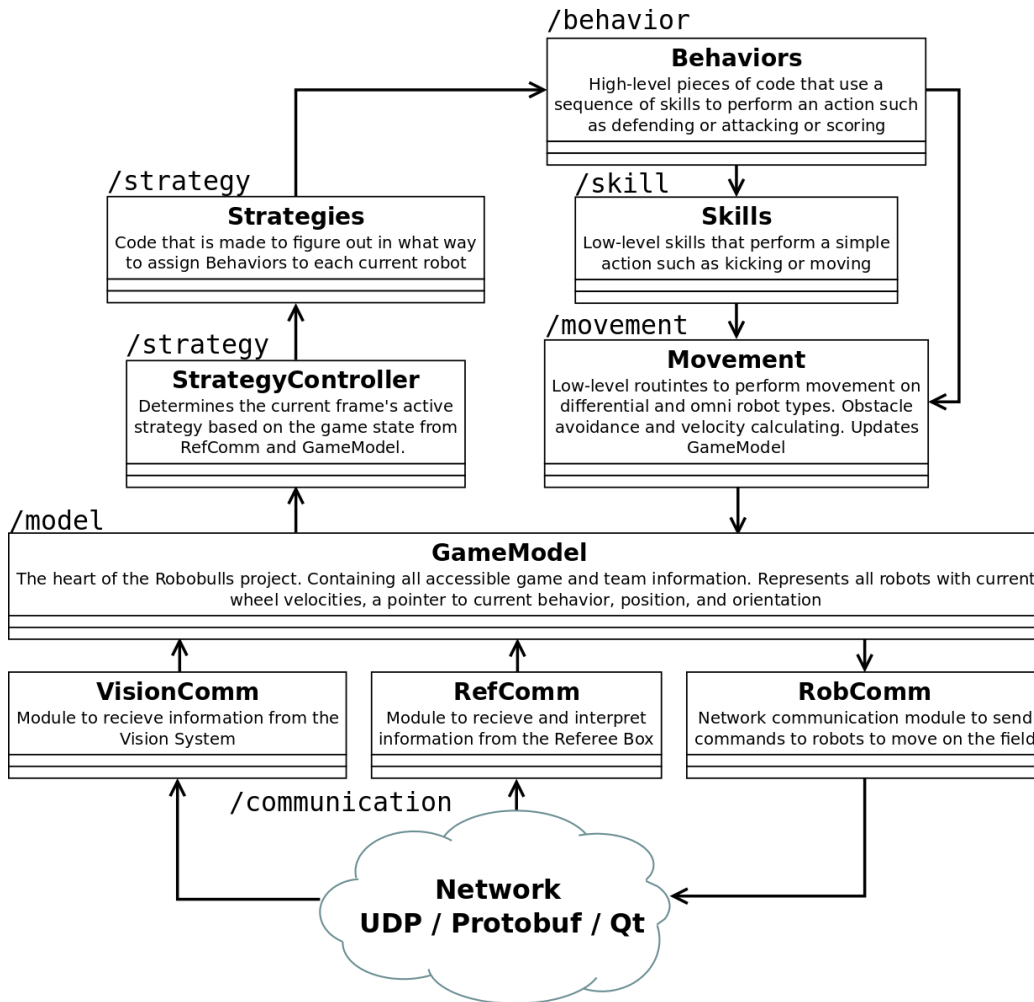 /behavior
Behaviors
High-level pieces of code that use a
sequence of skills to perform an action such
as defending or attacking or scoring
/strategy
Strategies
Code that is made to figure out in what way
to assign Behaviors to each current robot
/skill
Skills
Low-level skills that perform a simple
action such as kicking or moving
/strategy
StrategyController
Determines the current frame's active
strategy based on the game state from
RefComm and GameModel.
/movement
Movement
Low-level routintes to perform movement on
differential and omni robot types. Obstacle
avoidance and velocity calculating. Updates
GameModel
/model
GameModel
The heart of the Robobulls project. Containing all accessible game and team information. Represents all robots with current
wheel velocities, a pointer to current behavior, position, and orientation
VisionComm
Module to recieve information from the
Vision System
RefComm
Module to recieve and interpret
information from the Referee Box
RobComm
Network communication module to send
commands to robots to move on the field
/communication
Network
UDP / Protobuf / Qt